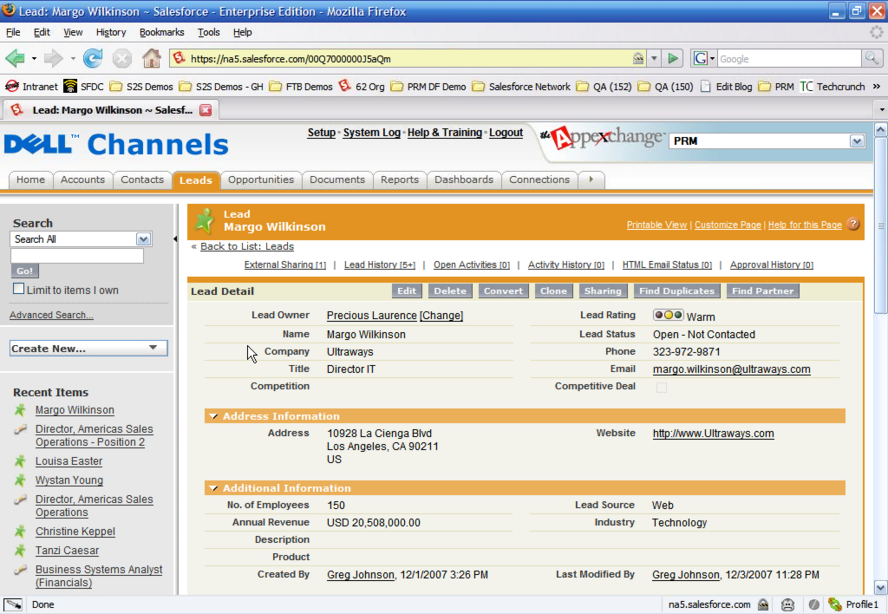 Lead: Margo Wilkinson ~ Salesforce - Enterprise Edition - Mozilla Firefox
File Edit View History Bookmarks Tools Help
https://na5.salesforce.com/00Q7000000J5aQm
G Google
Intranet SFDC S2S Demos S2S Demos - GH FTB Demos 62 Org PRM DF Demo Salesforce Network QA (152) QA (150) Edit Blog PRM TC Techcrunch »
Lead: Margo Wilkinson ~ Salesf...
DELL™ Channels
Setup - System Log - Help & Training - Logout
the Appexchange™
PRM
Home Accounts Contacts Leads Opportunities Documents Reports Dashboards Connections
Search
Search All
Go!
Limit to items I own
Advanced Search...
Create New...
Recent Items
Margo Wilkinson
Director, Americas Sales
Operations - Position 2
Louisa Easter
Wystan Young
Director, Americas Sales
Operations
Christine Keppel
Tanzi Caesar
Business Systems Analyst
(Financials)
Lead
Margo Wilkinson
Printable View | Customize Page | Help for this Page ?
« Back to List: Leads
External Sharing [1] | Lead History [5+] | Open Activities [0] | Activity History [0] | HTML Email Status [0] | Approval History [0]
Lead Detail Edit Delete Convert Clone Sharing Find Duplicates Find Partner
Lead Owner Precious Laurence [Change] Lead Rating Warm
Name Margo Wilkinson Lead Status Open - Not Contacted
Company Ultraways Phone 323-972-9871
Title Director IT Email margo.wilkinson@ultraways.com
Competition Competitive Deal
Address Information
Address 10928 La Cienga Blvd Website http://www.Ultraways.com
Los Angeles, CA 90211
US
Additional Information
No. of Employees 150 Lead Source Web
Annual Revenue USD 20,508,000.00 Industry Technology
Description
Product
Created By Greg Johnson, 12/1/2007 3:26 PM Last Modified By Greg Johnson, 12/3/2007 11:28 PM
Done na5.salesforce.com Profile1